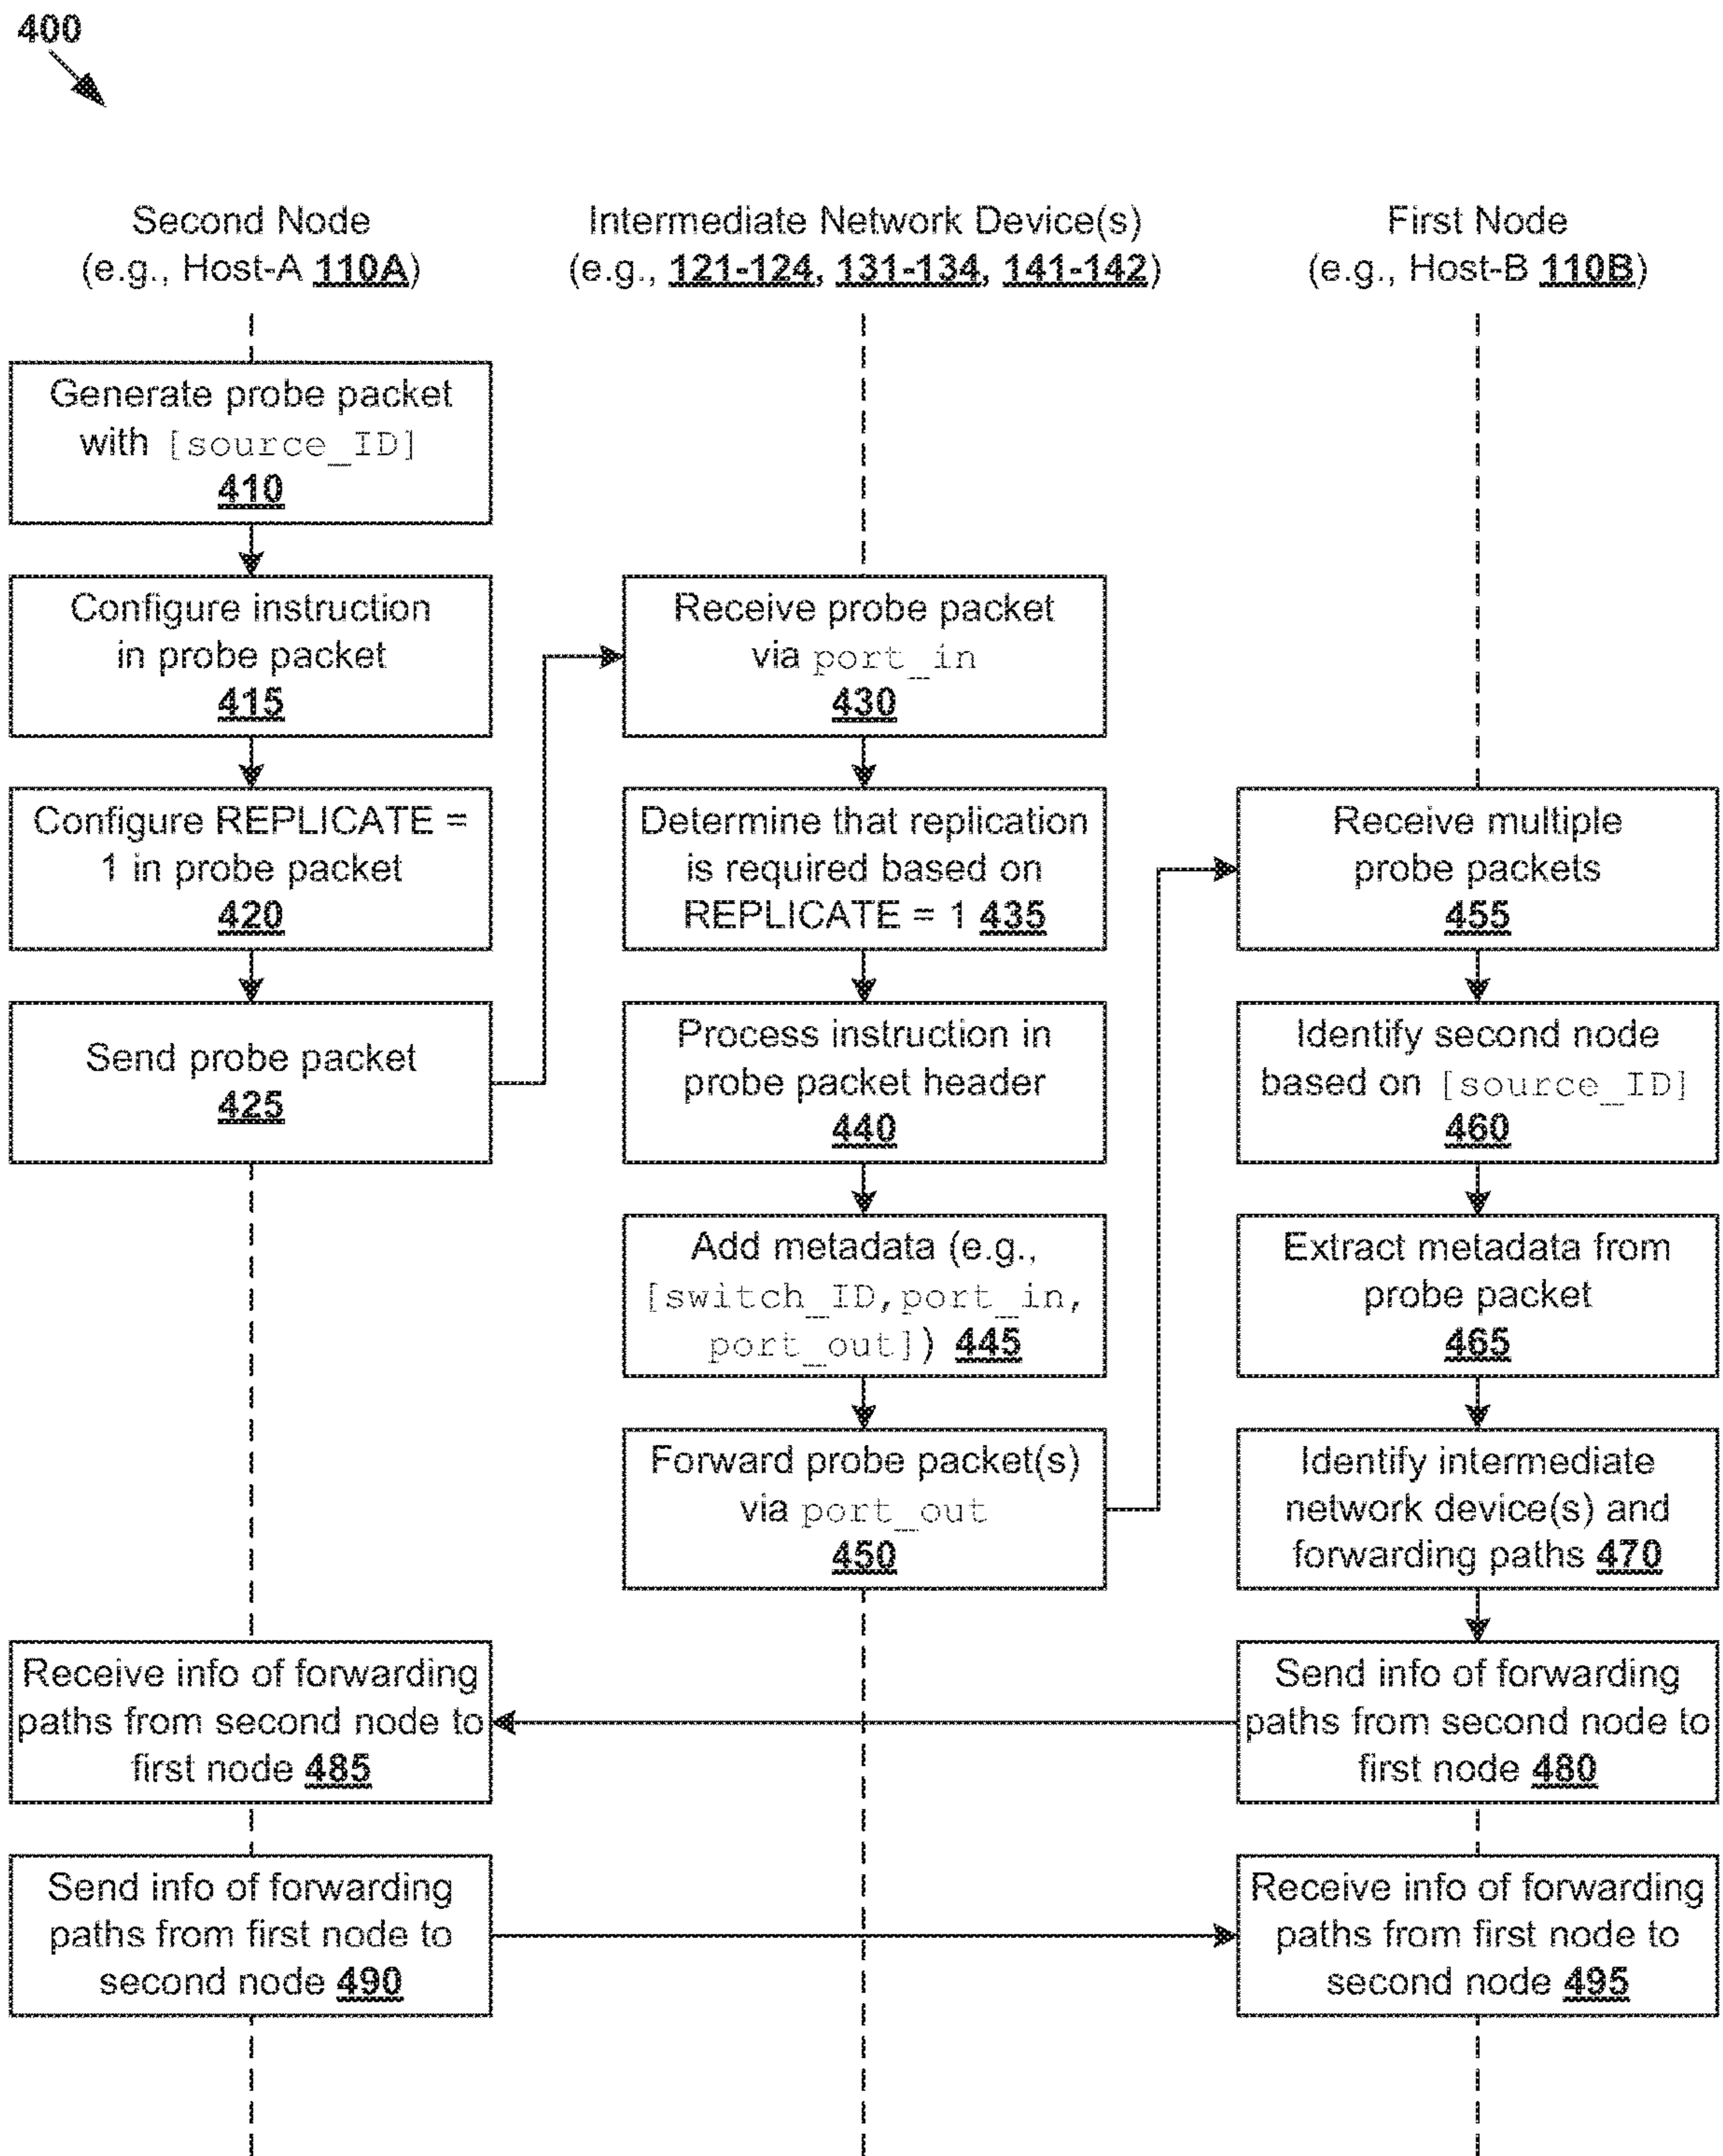 400
Second Node
(e.g., Host-A 110A)
Intermediate Network Device(s)
(e.g., 121-124, 131-134, 141-142)
First Node
(e.g., Host-B 110B)
Generate probe packet
with [source_ID]
410
Configure instruction
in probe packet
415
Configure REPLICATE =
1 in probe packet
420
Send probe packet
425
Receive probe packet
via port_in
430
Determine that replication
is required based on
REPLICATE = 1 435
Process instruction in
probe packet header
440
Add metadata (e.g.,
[switch_ID,port_in,
port_out]) 445
Forward probe packet(s)
via port_out
450
Receive multiple
probe packets
455
Identify second node
based on [source_ID]
460
Extract metadata from
probe packet
465
Identify intermediate
network device(s) and
forwarding paths 470
Send info of forwarding
paths from second node to
first node 480
Receive info of forwarding
paths from second node to
first node 485
Send info of forwarding
paths from first node to
second node 490
Receive info of forwarding
paths from first node to
second node 495